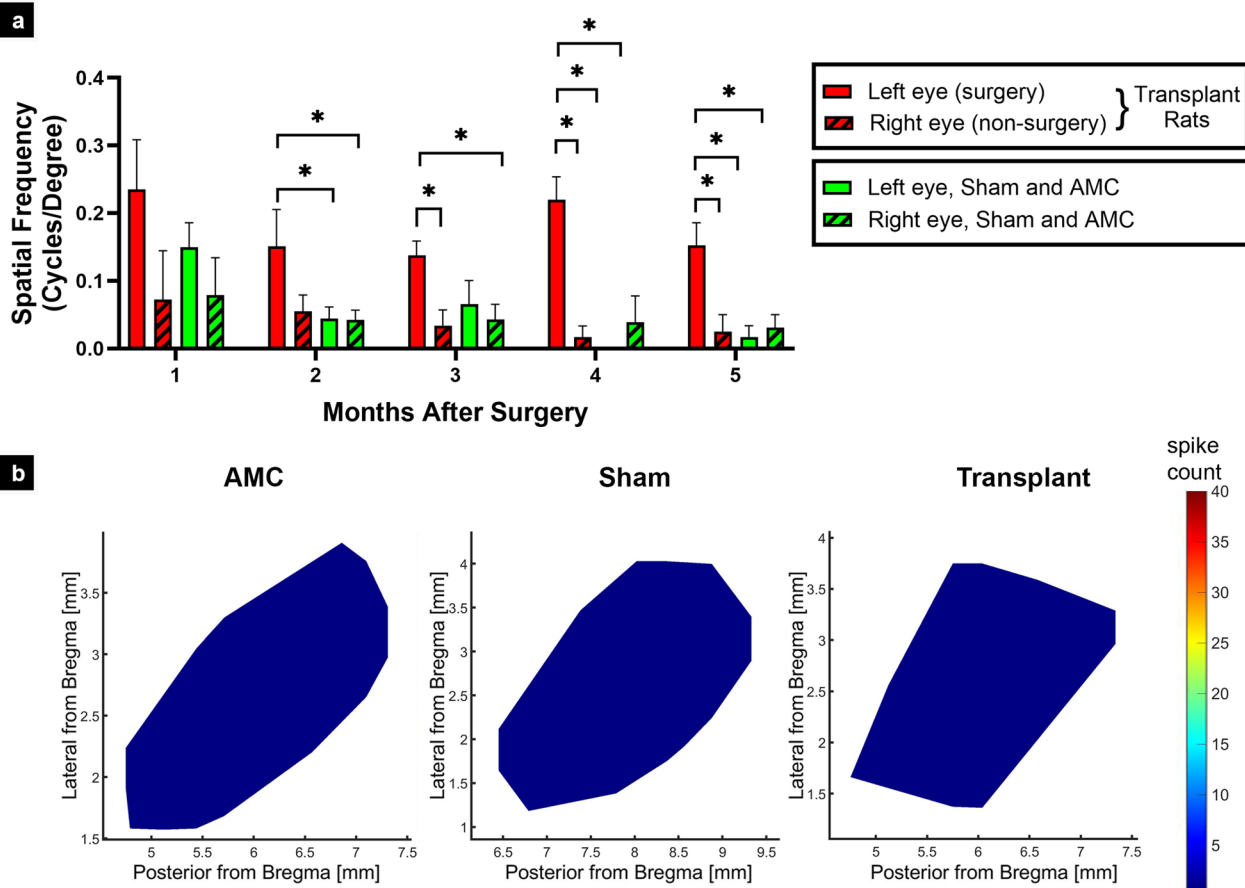 a
Spatial Frequency
(Cycles/Degree)
0.4
0.3
0.2
0.1
0.0
* * * * * * * * * * *
1 2 3 4 5
Months After Surgery
Left eye (surgery)
Right eye (non-surgery)
} Transplant
Rats
Left eye, Sham and AMC
Right eye, Sham and AMC
b
AMC
Lateral from Bregma [mm]
3.5
3
2.5
2
1.5
5 5.5 6 6.5 7 7.5
Posterior from Bregma [mm]
Sham
Lateral from Bregma [mm]
4
3.5
3
2.5
2
1.5
1
6.5 7 7.5 8 8.5 9 9.5
Posterior from Bregma [mm]
Transplant
Lateral from Bregma [mm]
4
3.5
3
2.5
2
1.5
5 5.5 6 6.5 7 7.5
Posterior from Bregma [mm]
spike
count
40
35
30
25
20
15
10
5